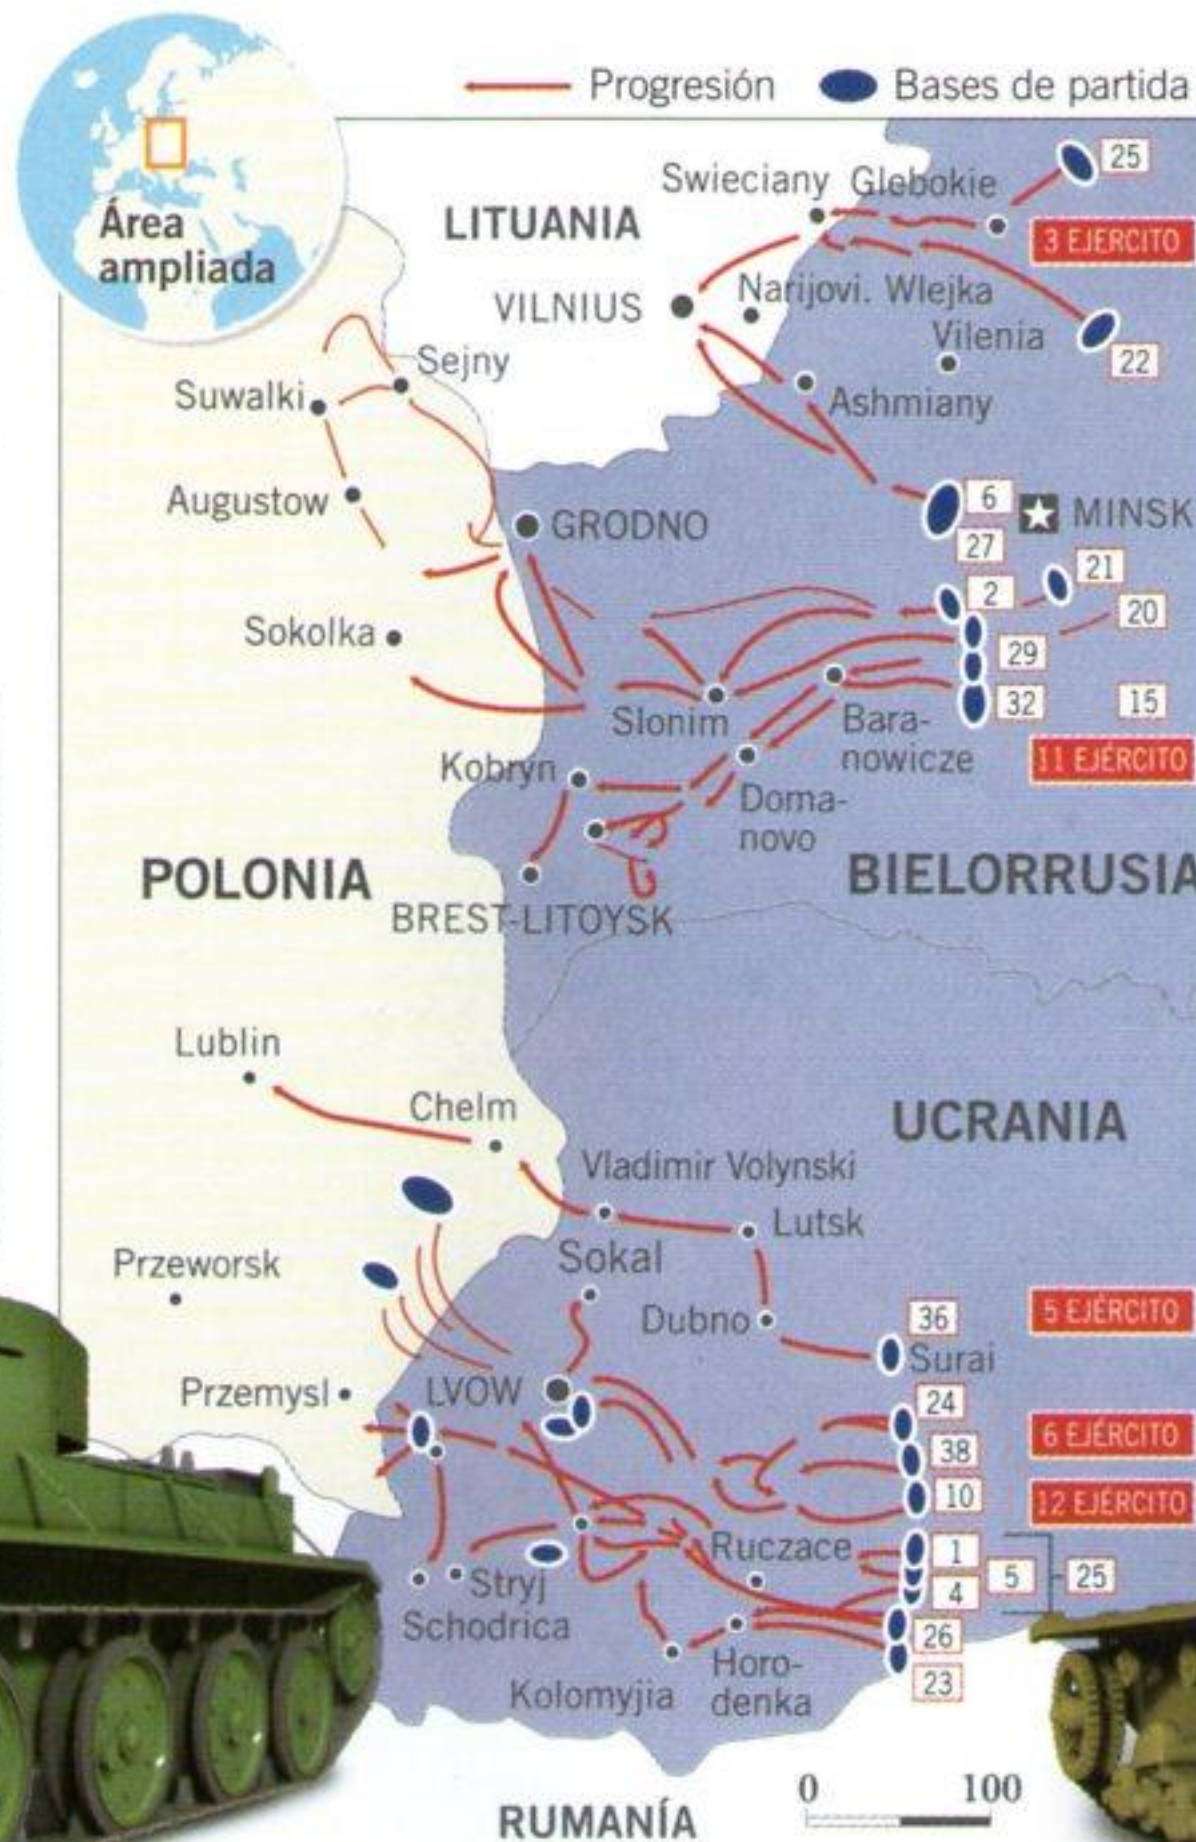 Progresión
Bases de partida
Área
ampliada
25
Swieciany
Glebokie
LITUANIA
3 EJERCITO
VILNIUS
Narijovi. Wlejka
Vilenia
22
Sejny
Suwalki
Ashmiany
Augustow
GRODNO
6
MINSK
27
21
2
20
Sokolka
29
32
15
Slonim
Bara-
nowicze
11 EJÉRCITO
Kobryn
Doma-
novo
POLONIA
BIELORRUSIA
BREST-LITOYSK
Lublin
Chelm
UCRANIA
Vladimir Volynski
Lutsk
Przeworsk
Sokal
5 EJÉRCITO
36
Dubno
Surai
Przemysl
LVOW
24
6 EJÉRCITO
38
10
12 EJÉRCITO
Ruczace
1
5
25
4
Stryj
Schodrica
26
Horo-
denka
23
Kolomyjia
0
100
RUMANÍA